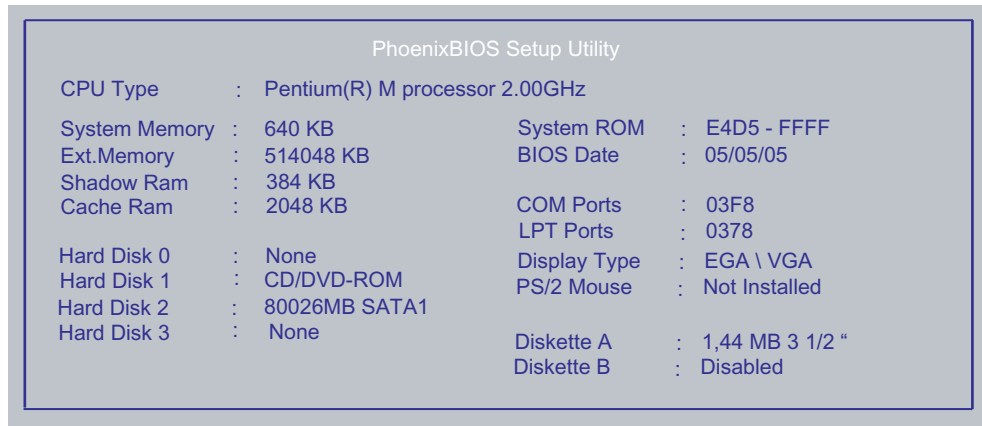 PhoenixBIOS Setup Utility
CPU Type : Pentium(R) M processor 2.00GHz
System Memory : 640 KB System ROM : E4D5 - FFFF
Ext.Memory : 514048 KB BIOS Date : 05/05/05
Shadow Ram : 384 KB
Cache Ram : 2048 KB COM Ports : 03F8
LPT Ports : 0378
Hard Disk 0 : None Display Type : EGA \ VGA
Hard Disk 1 : CD/DVD-ROM PS/2 Mouse : Not Installed
Hard Disk 2 : 80026MB SATA1
Hard Disk 3 : None Diskette A : 1,44 MB 3 1/2 “
Diskette B : Disabled